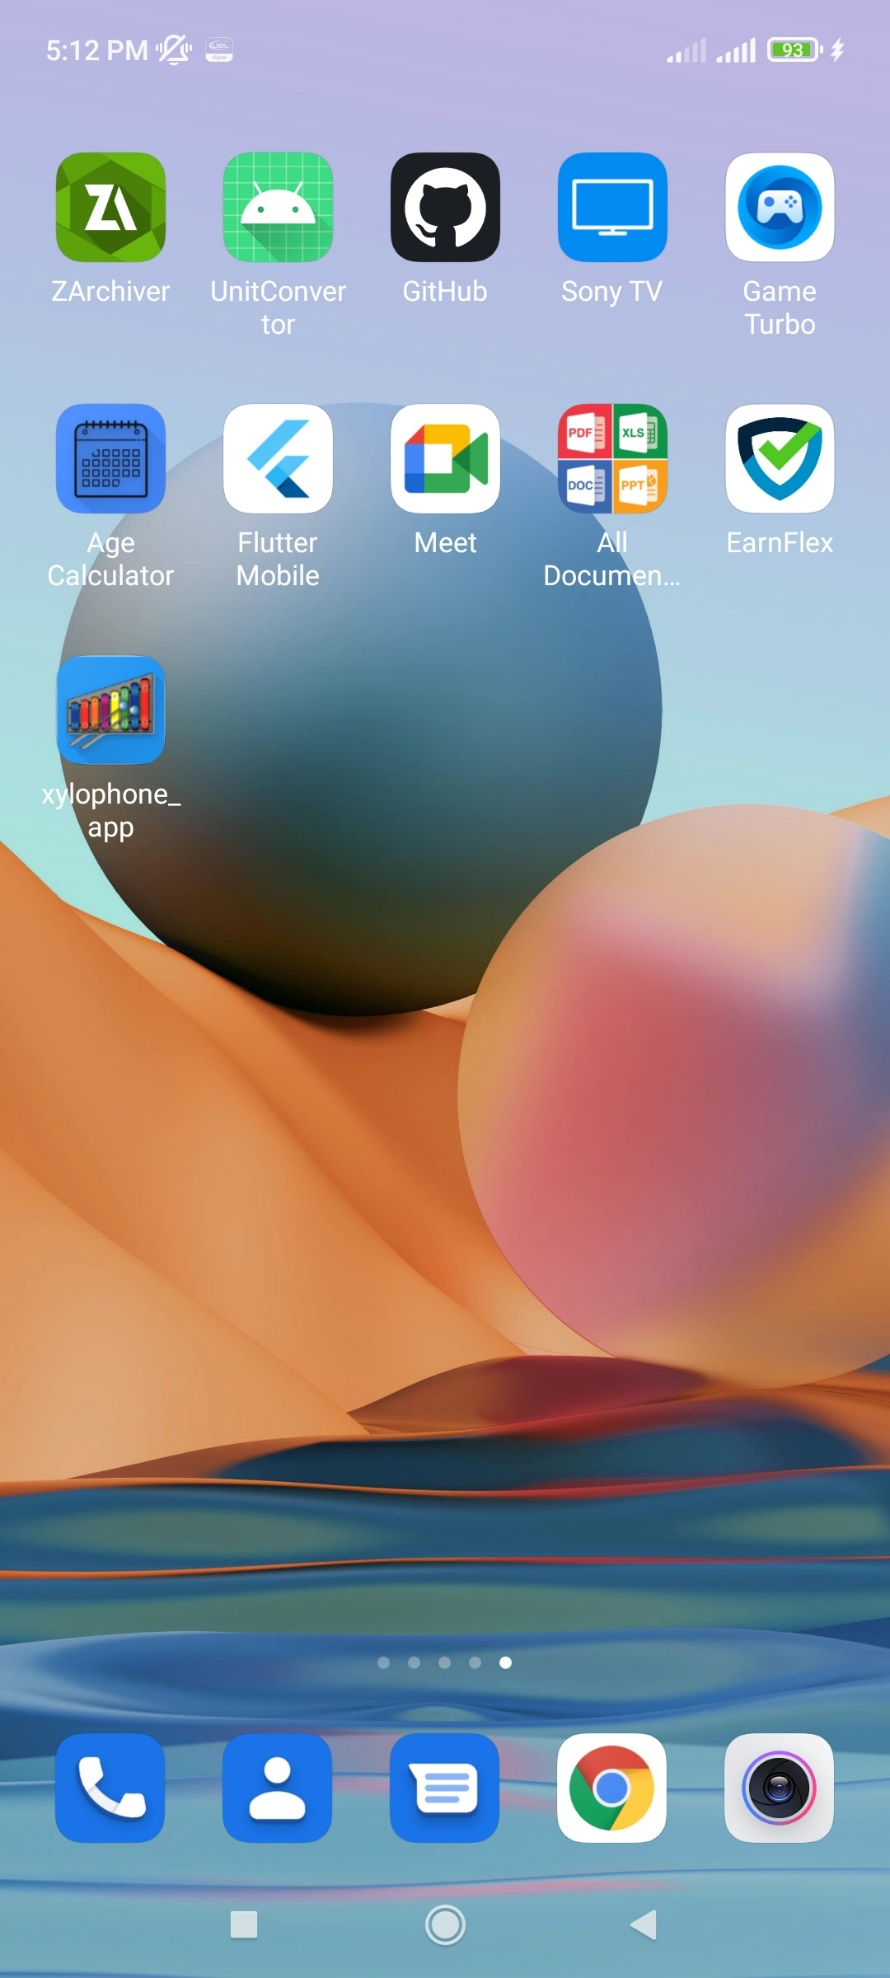 5:12 PM
93
ZArchiver
UnitConver
tor
GitHub
Sony TV
Game
Turbo
PDF
XLS
DOC
PPT
Age
Calculator
Flutter
Mobile
Meet
All
Documen...
EarnFlex
xylophone_
app